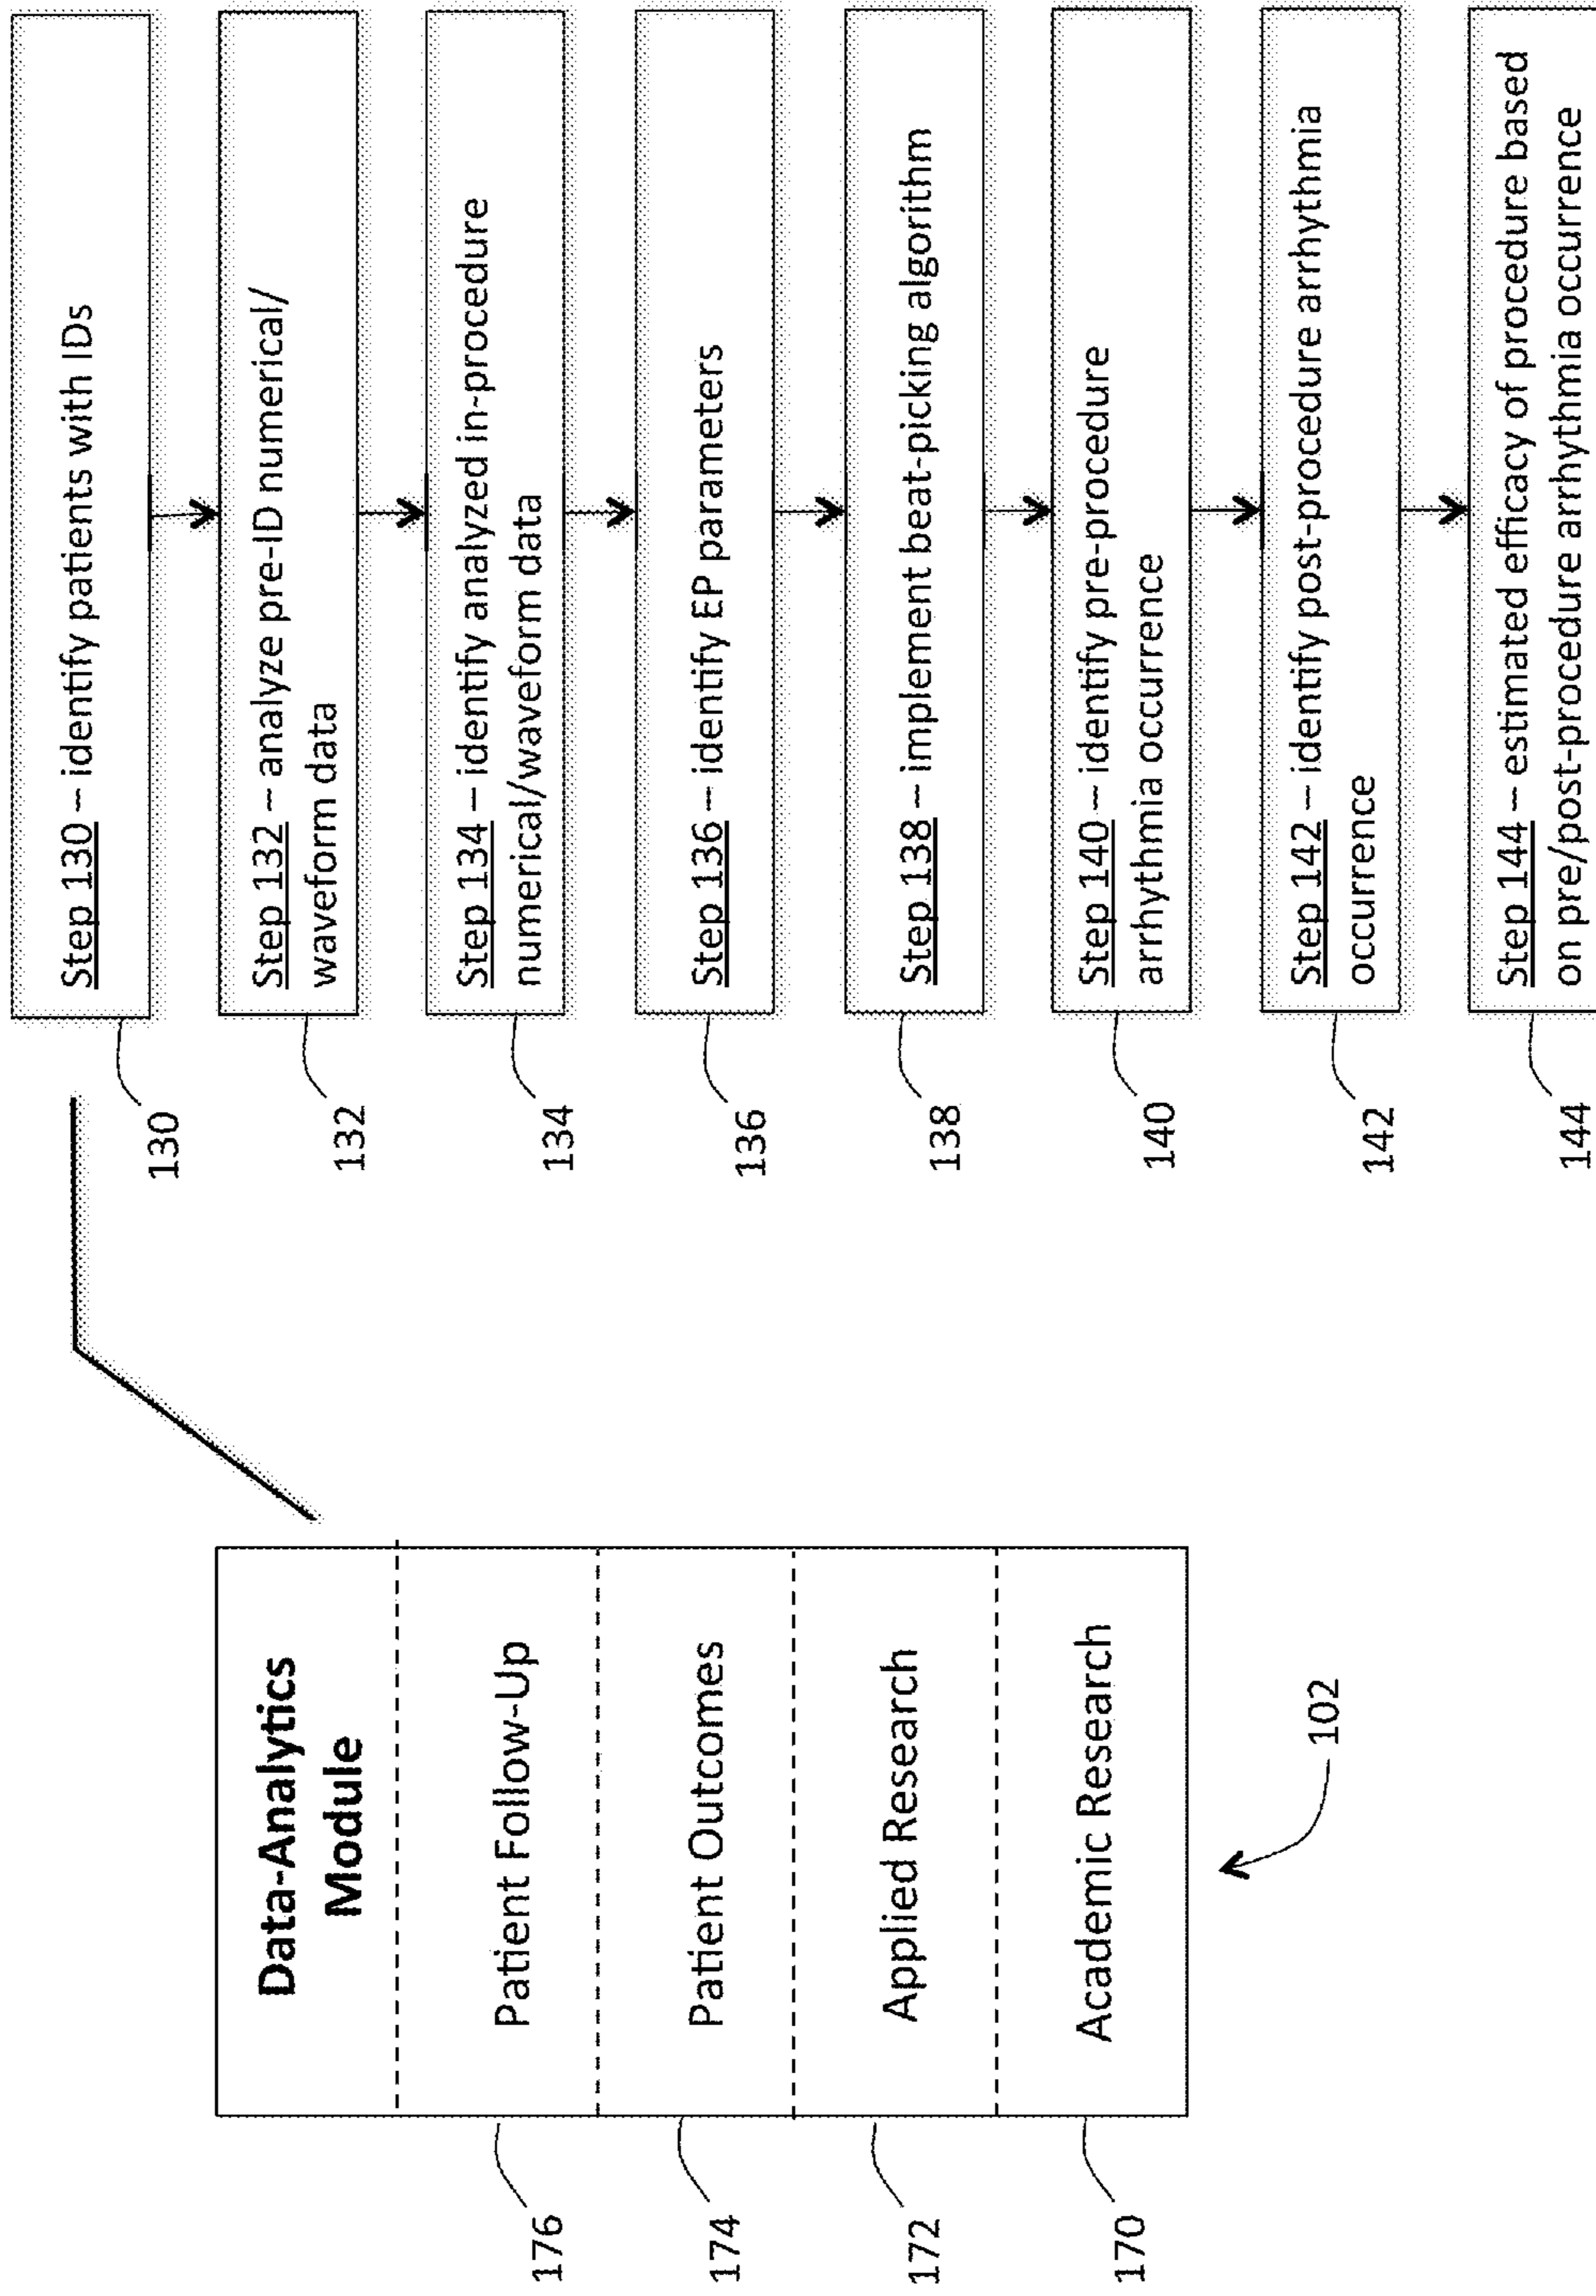 Data-Analytics
Module
176
Patient Follow-Up
174
Patient Outcomes
172
Applied Research
170
Academic Research
102
130
Step 130 – identify patients with IDs
132
Step 132 – analyze pre-ID numerical/
waveform data
134
Step 134 – identify analyzed in-procedure
numerical/waveform data
136
Step 136 – identify EP parameters
138
Step 138 – implement beat-picking algorithm
140
Step 140 – identify pre-procedure
arrhythmia occurrence
142
Step 142 – identify post-procedure arrhythmia
occurrence
144
Step 144 – estimated efficacy of procedure based
on pre/post-procedure arrhythmia occurrence